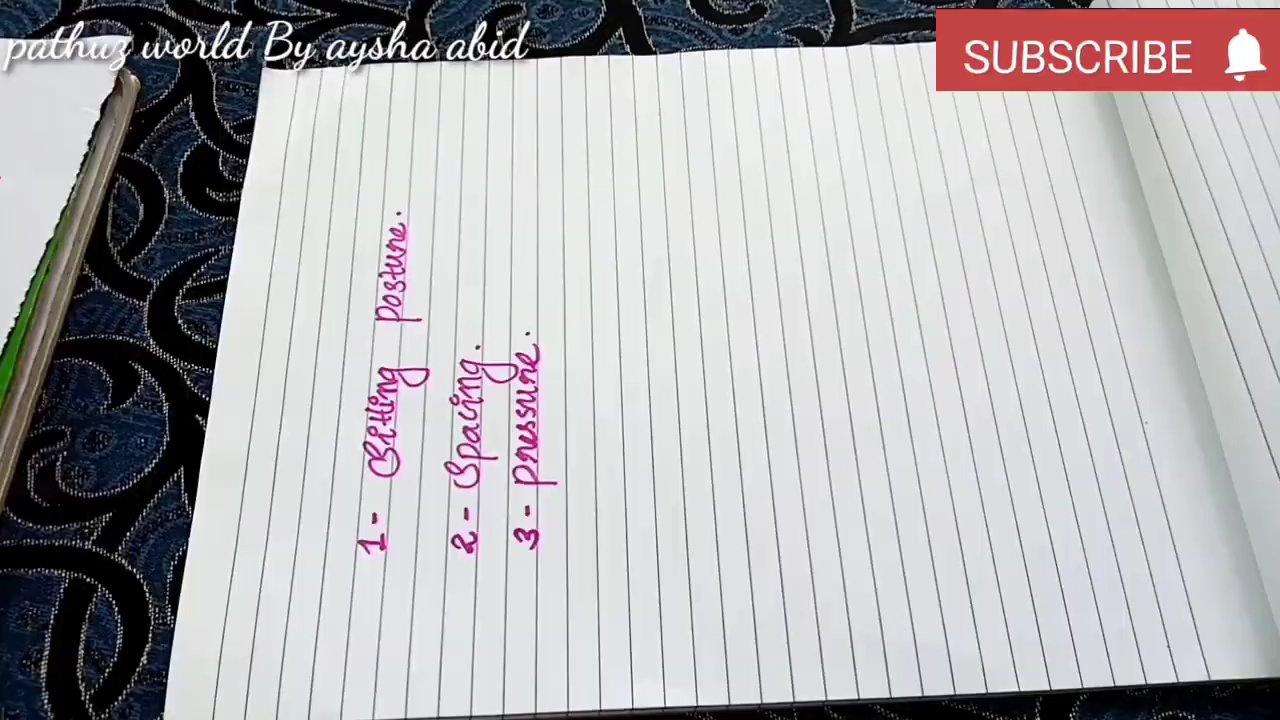 pathuz world By aysha abid
SUBSCRIBE
1- Sitting posture.
2- Spacing.
3- pressure.